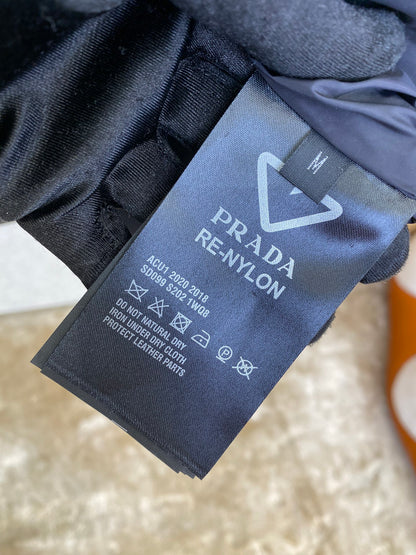 M
PRADA
RE-NYLON
ACU1 2020 2018
SD099 S202 1WQ8
DO NOT NATURAL DRY
IRON UNDER DRY CLOTH
PROTECT LEATHER PARTS